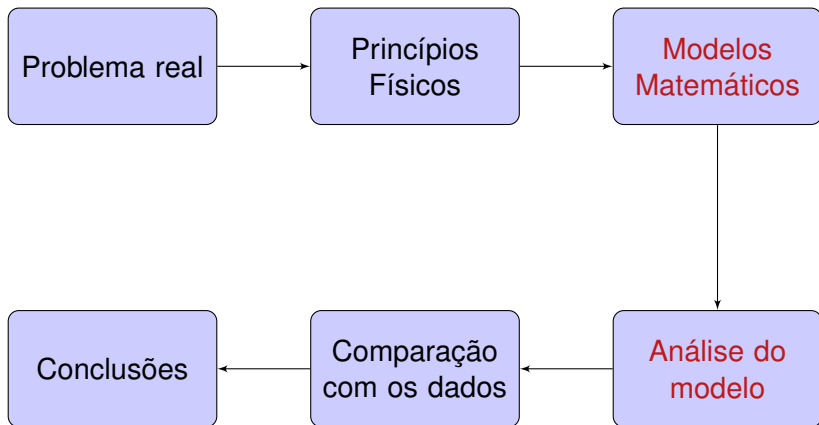 Problema real
Princípios
Físicos
Modelos
Matemáticos
Análise do
modelo
Comparação
com os dados
Conclusões